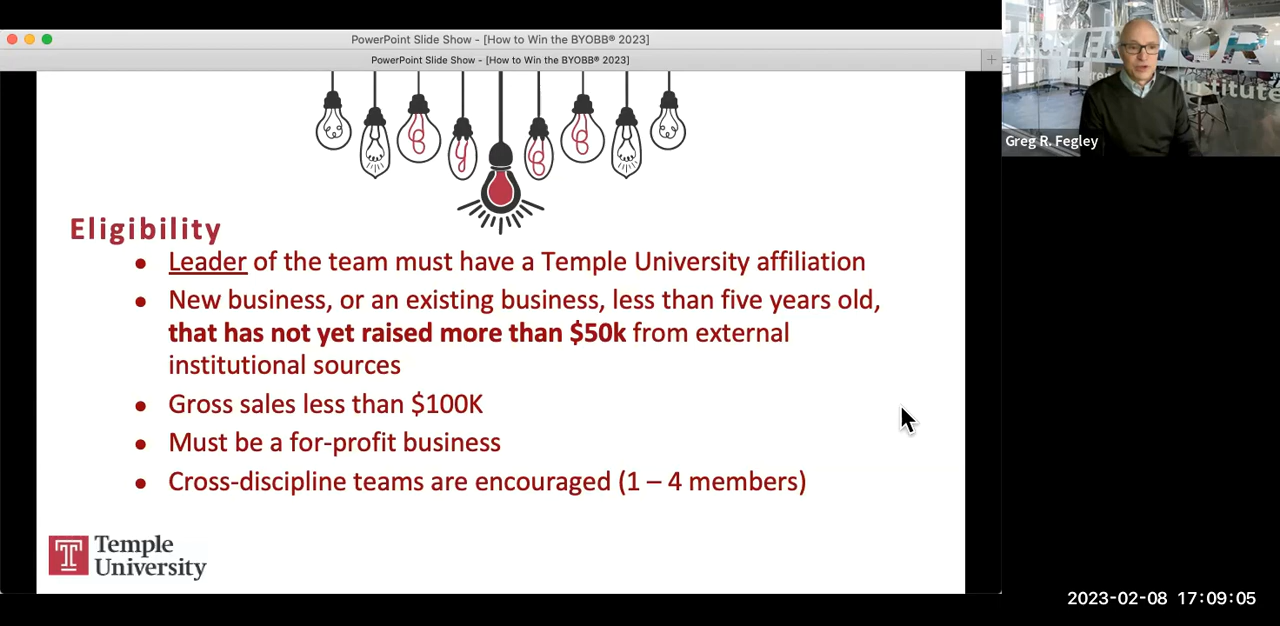 PowerPoint Slide Show - [How to Win the BYOBB® 2023]
PowerPoint Slide Show - [How to Win the BYOBB® 2023]
B y B B
Eligibility
• Leader of the team must have a Temple University affiliation
• New business, or an existing business, less than five years old,
that has not yet raised more than $50k from external
institutional sources
• Gross sales less than $100K
• Must be a for-profit business
• Cross-discipline teams are encouraged (1 – 4 members)
Temple
University
Institute
Greg R. Fegley
2023-02-08 17:09:05